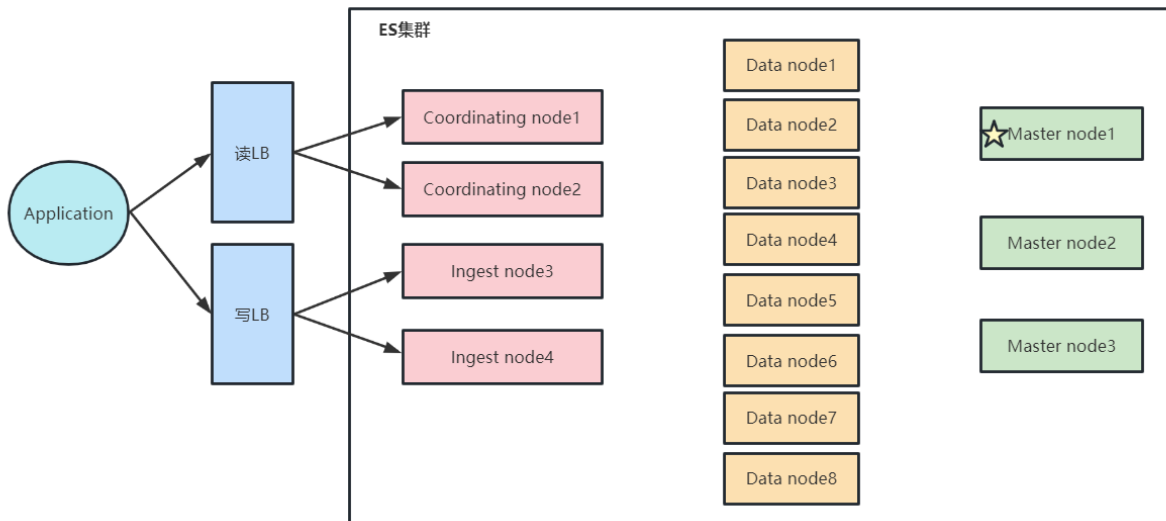 ES集群
Application
读LB
写LB
Coordinating node1
Coordinating node2
Ingest node3
Ingest node4
Data node1
Data node2
Data node3
Data node4
Data node5
Data node6
Data node7
Data node8
Master node1
Master node2
Master node3